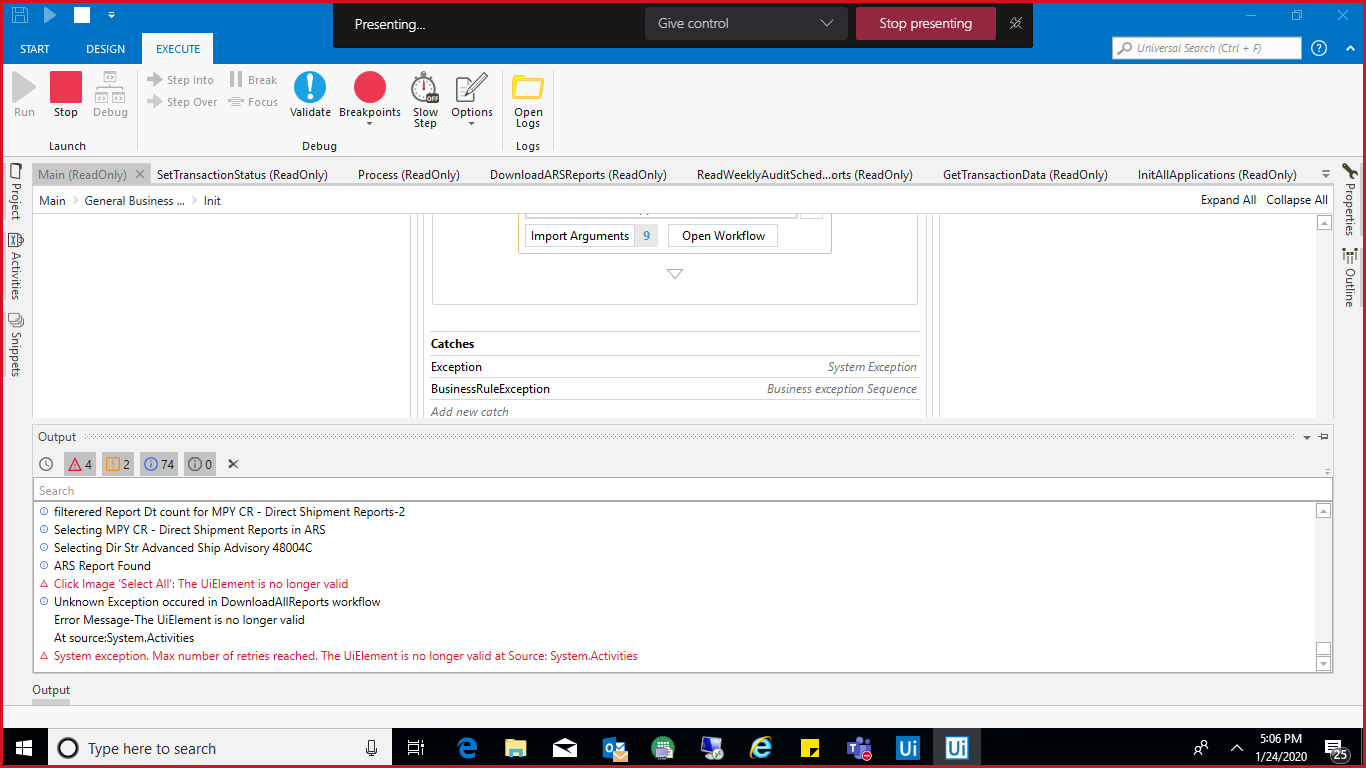 Presenting...
Give control
Stop presenting
START
DESIGN
EXECUTE
Universal Search (Ctrl + F)
?
Run
Stop
Debug
Step Into
Step Over
Break
Focus
Validate
Breakpoints
Slow Step
OFF
Options
Open Logs
Launch
Debug
Logs
Project
Activities
Snippets
Main (ReadOnly)
SetTransactionStatus (ReadOnly)
Process (ReadOnly)
DownloadARSReports (ReadOnly)
ReadWeeklyAuditSched...orts (ReadOnly)
GetTransactionData (ReadOnly)
InitAllApplications (ReadOnly)
Properties
Outline
Main > General Business ... > Init
Expand All
Collapse All
Import Arguments 9
Open Workflow
Catches
Exception System Exception
BusinessRuleException Business exception Sequence
Add new catch
Output
4
2
74
0
Search
filterered Report Dt count for MPY CR - Direct Shipment Reports-2
Selecting MPY CR - Direct Shipment Reports in ARS
Selecting Dir Str Advanced Ship Advisory 48004C
ARS Report Found
Click Image 'Select All': The UiElement is no longer valid
Unknown Exception occured in DownloadAllReports workflow
Error Message-The UiElement is no longer valid
At source:System.Activities
System exception. Max number of retries reached. The UiElement is no longer valid at Source: System.Activities
Output
Type here to search
Ui
Ui
5:06 PM
1/24/2020
25